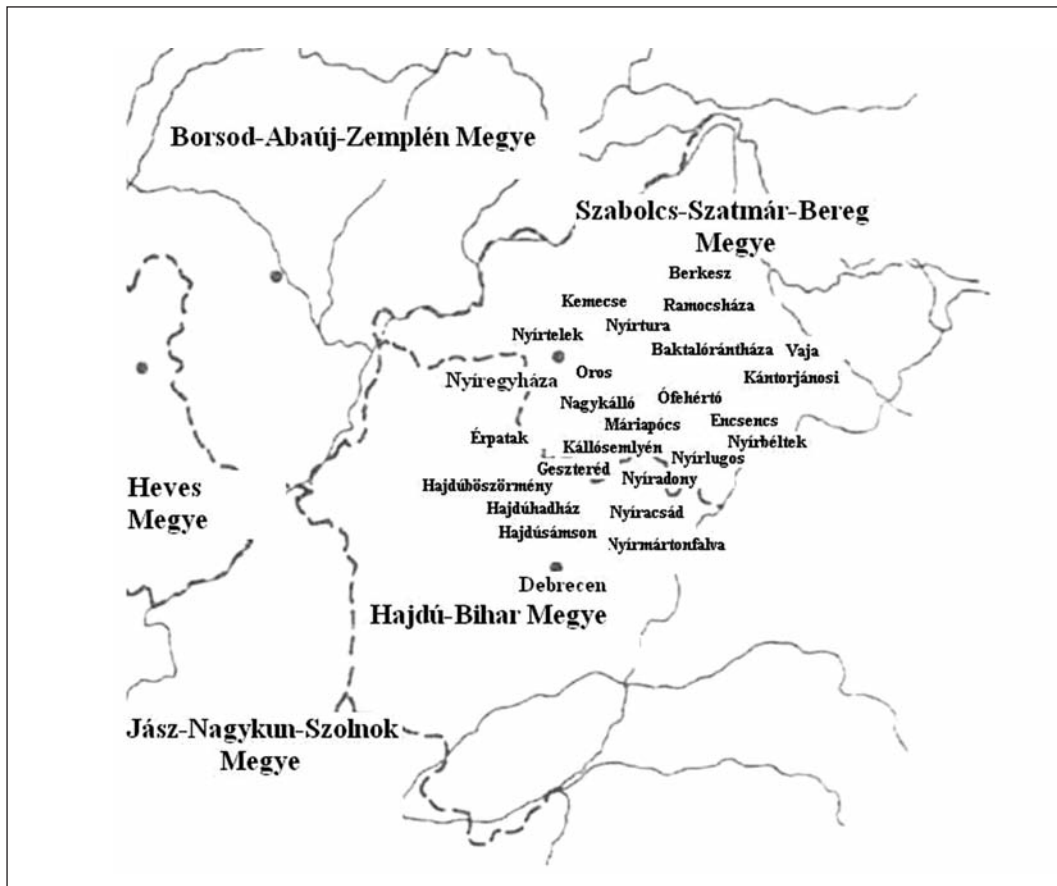 Borsod-Abaúj-Zemplén Megye
Szabolcs-Szatmár-Bereg
Megye
Berkesz
Kemecse
Ramocsháza
Nyírtura
Nyírtelek
Baktalórántháza
Vaja
Oros
Nyíregyháza
Kántorjánosi
Nagykálló
Ófehértó
Máriapócs
Encsencs
Érpatak
Kállósemlyén
Nyírbéltek
Nyírlugos
Geszteréd
Nyíradony
Hajdúböszörmény
Heves
Megye
Hajdúhadház
Nyíracsád
Hajdúsámson
Nyírmártonfalva
Debrecen
Hajdú-Bihar Megye
Jász-Nagykun-Szolnok
Megye